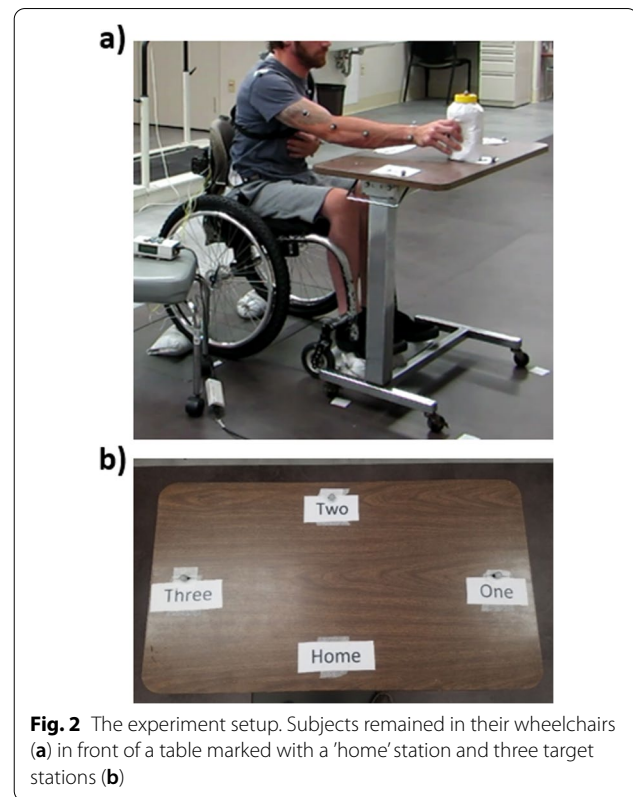 a)
b)
Two
Three
One
Home
Fig. 2 The experiment setup. Subjects remained in their wheelchairs
(a) in front of a table marked with a 'home' station and three target
stations (b)